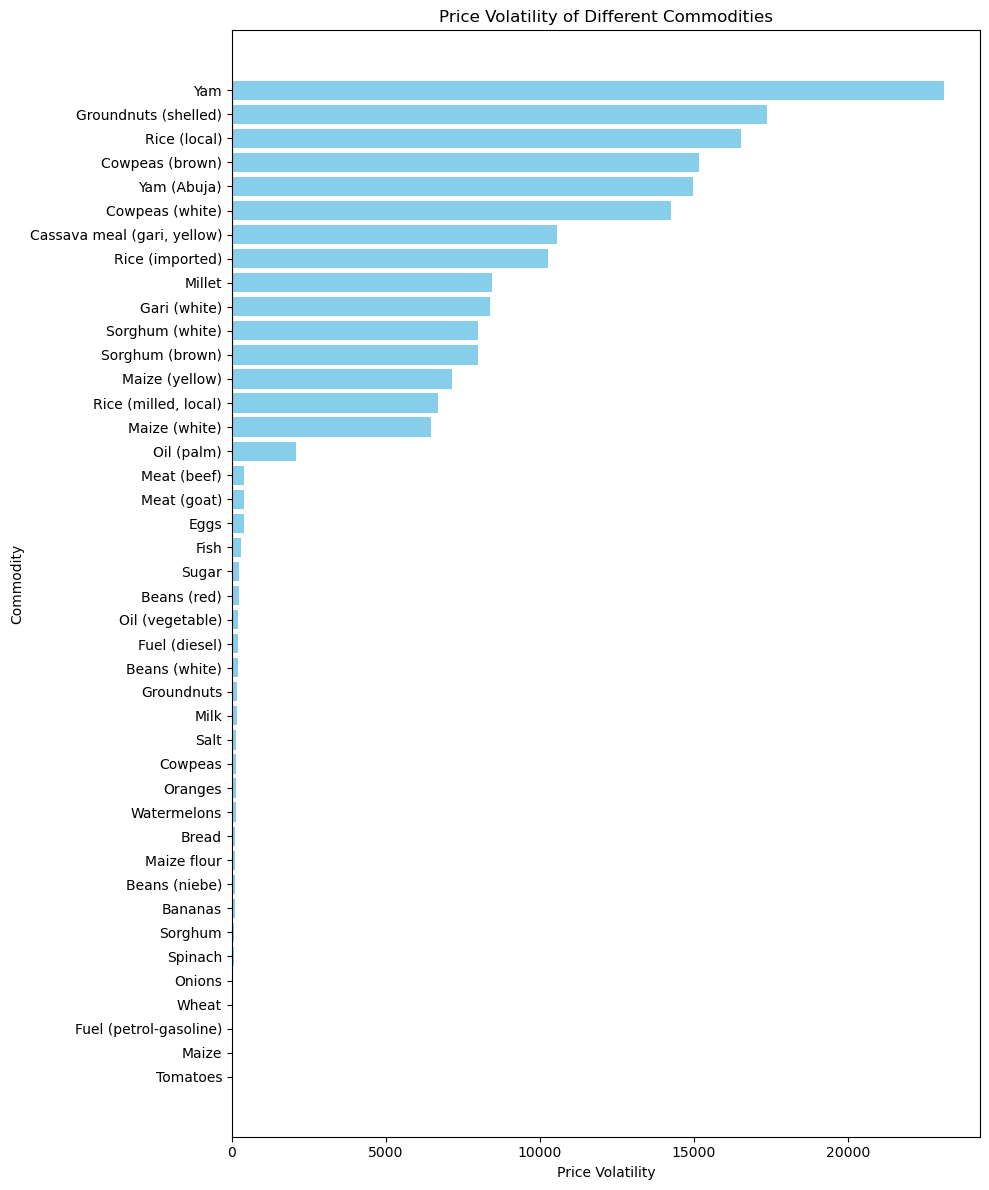 Price Volatility of Different Commodities
Yam
Groundnuts (shelled)
Rice (local)
Cowpeas (brown)
Yam (Abuja)
Cowpeas (white)
Cassava meal (gari, yellow)
Rice (imported)
Millet
Gari (white)
Sorghum (white)
Sorghum (brown)
Maize (yellow)
Rice (milled, local)
Maize (white)
Oil (palm)
Meat (beef)
Meat (goat)
Eggs
Fish
Sugar
Beans (red)
Oil (vegetable)
Fuel (diesel)
Beans (white)
Groundnuts
Milk
Salt
Cowpeas
Oranges
Watermelons
Bread
Maize flour
Beans (niebe)
Bananas
Sorghum
Spinach
Onions
Wheat
Fuel (petrol-gasoline)
Maize
Tomatoes
Commodity
0 5000 10000 15000 20000
Price Volatility